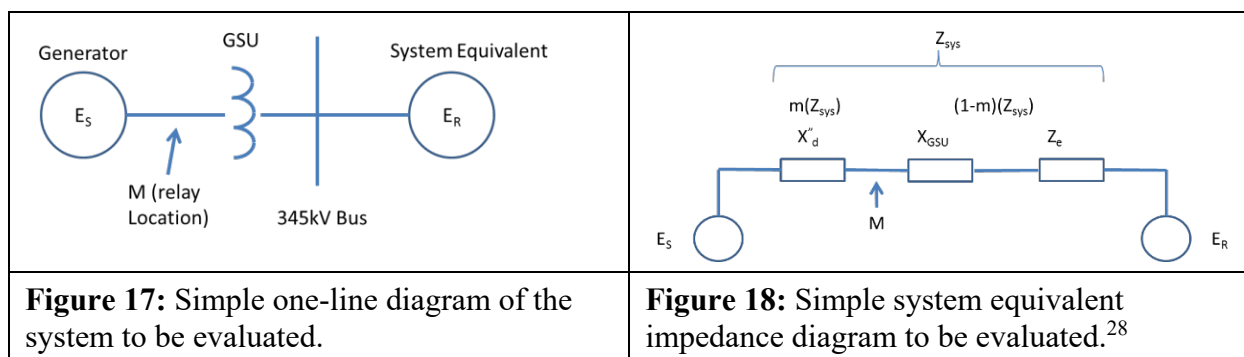 GSU
Generator
System Equivalent
E_S
E_R
M (relay
Location)
345kV Bus
Z_sys
m(Z_sys)
(1-m)(Z_sys)
X"_d
X_GSU
Z_e
M
E_S
E_R
Figure 17: Simple one-line diagram of the
system to be evaluated.
Figure 18: Simple system equivalent
impedance diagram to be evaluated.28